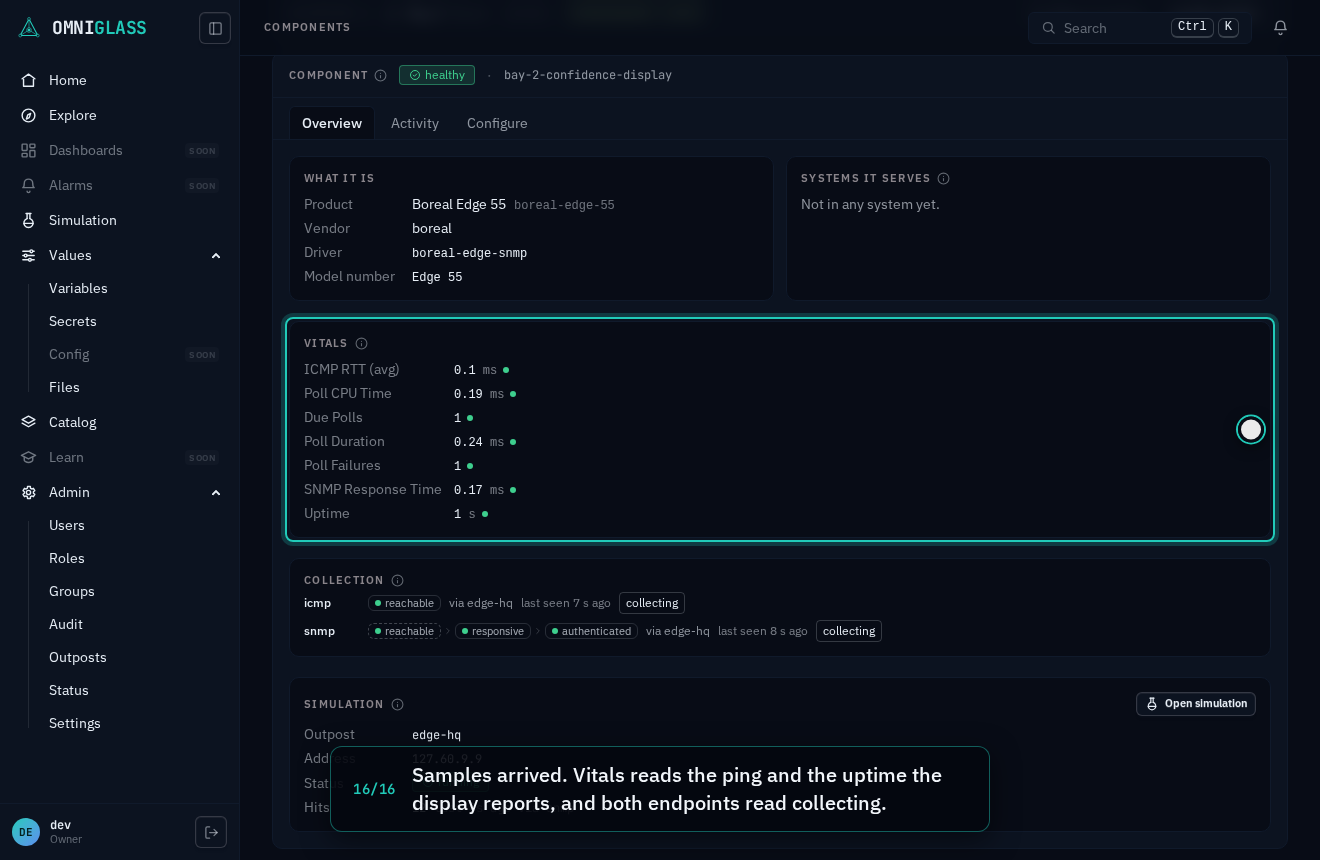 OMNIGLASS
COMPONENTS
Search
Ctrl K
Home
Explore
Dashboards SOON
Alarms SOON
Simulation
Values
Variables
Secrets
Config SOON
Files
Catalog
Learn SOON
Admin
Users
Roles
Groups
Audit
Outposts
Status
Settings
DE
dev
Owner
COMPONENT healthy · bay-2-confidence-display
Overview Activity Configure
WHAT IT IS
Product Boreal Edge 55 boreal-edge-55
Vendor boreal
Driver boreal-edge-snmp
Model number Edge 55
SYSTEMS IT SERVES
Not in any system yet.
VITALS
ICMP RTT (avg) 0.1 ms
Poll CPU Time 0.19 ms
Due Polls 1
Poll Duration 0.24 ms
Poll Failures 1
SNMP Response Time 0.17 ms
Uptime 1 s
COLLECTION
icmp reachable via edge-hq last seen 7 s ago collecting
snmp reachable › responsive › authenticated via edge-hq last seen 8 s ago collecting
SIMULATION
Open simulation
Outpost edge-hq
Address 127.60.9.9
Status
Hits
16/16
Samples arrived. Vitals reads the ping and the uptime the
display reports, and both endpoints read collecting.